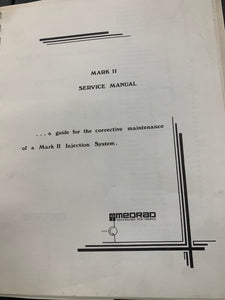 MARK II
SERVICE MANUAL
...a guide for the corrective maintenance
of a Mark II Injection System.
MEDRAD